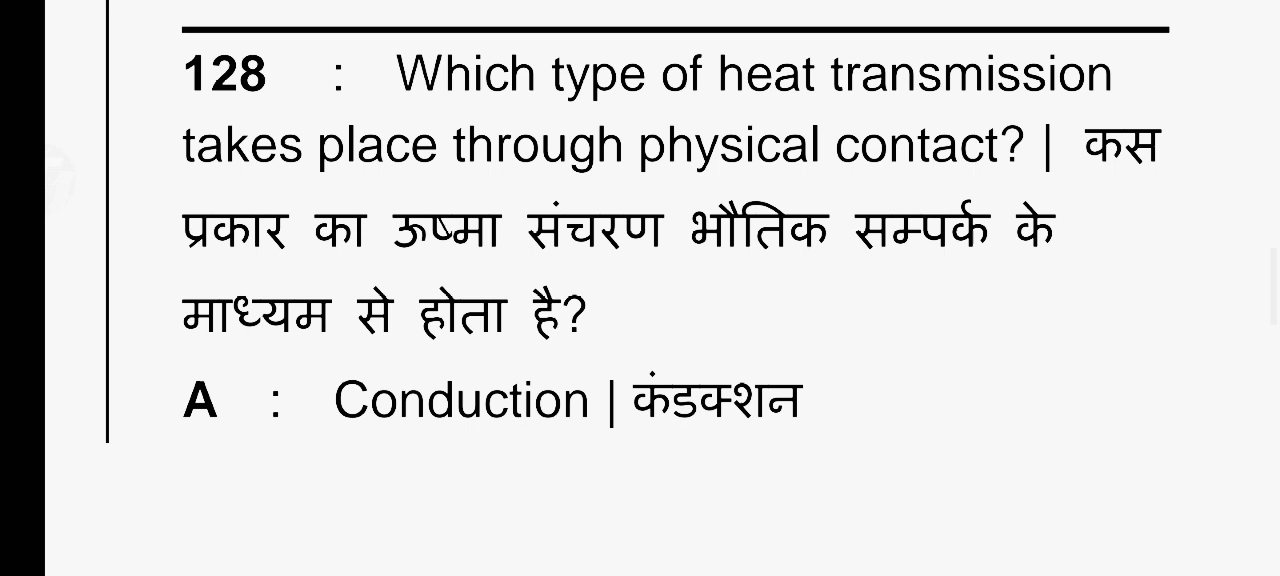 128 : Which type of heat transmission
takes place through physical contact? | कस
प्रकार का ऊष्मा संचरण भौतिक सम्पर्क के
माध्यम से होता है?
A : Conduction | कंडक्शन